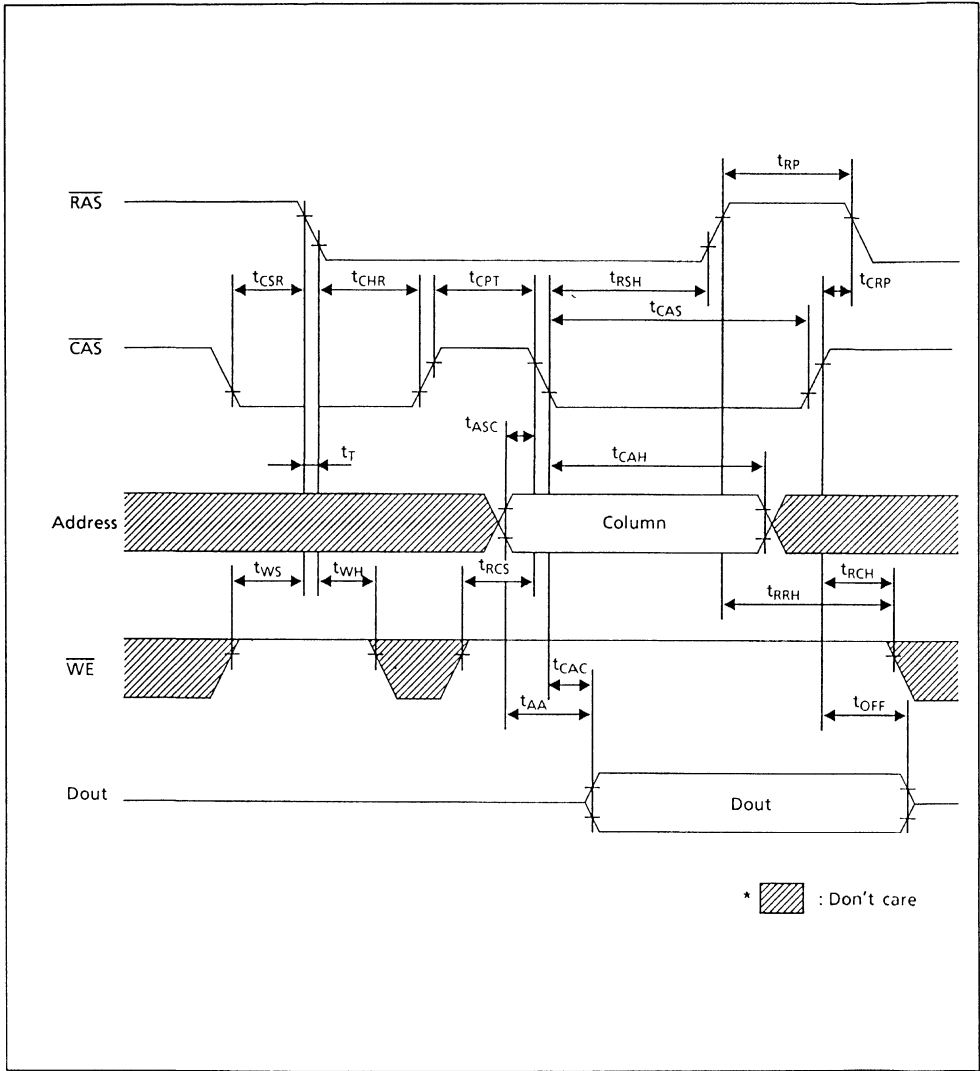 tRP
RAS
tCSR tCHR tCPT tRSH tCRP
tCAS
CAS
tASC
tT tCAH
Address Column
tWS tWH tRCS tRCH
tRRH
WE
tCAC
tAA tOFF
Dout Dout
* : Don't care